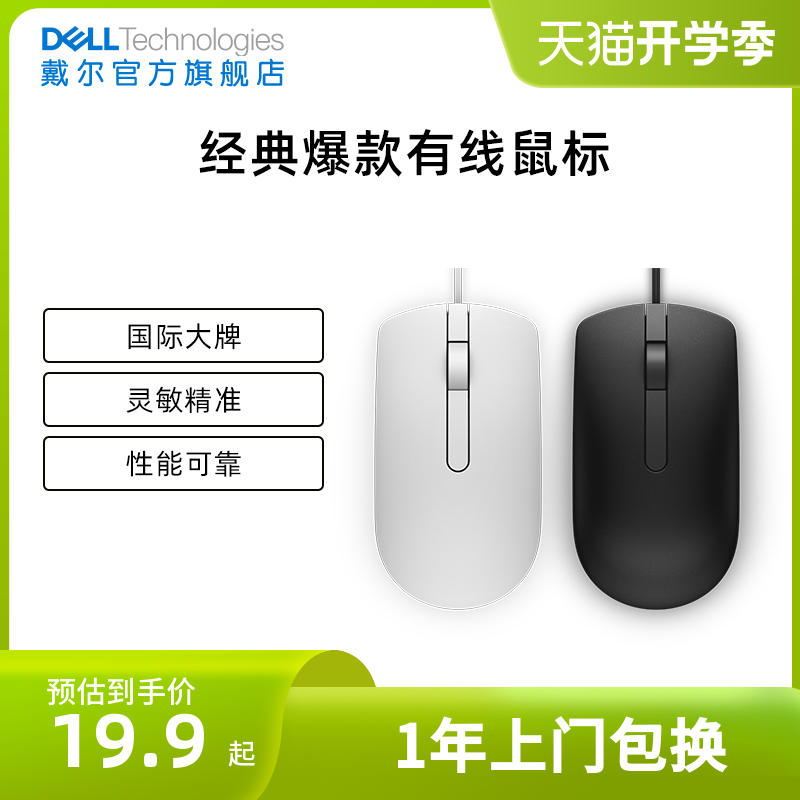 DELLTechnologies
戴尔官方旗舰店
天猫开学季
经典爆款有线鼠标
国际大牌
灵敏精准
性能可靠
预估到手价
19.9 起
1年上门包换